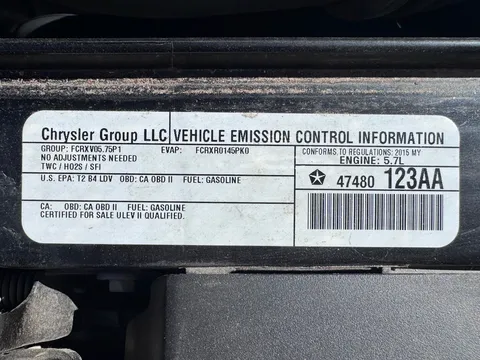 Chrysler Group LLC VEHICLE EMISSION CONTROL INFORMATION
GROUP: FCRXV05.75P1 EVAP: FCRXR0145PK0
NO ADJUSTMENTS NEEDED
TWC / HO2S / SFI
U.S. EPA: T2 B4 LDV OBD: CA OBD II FUEL: GASOLINE
CA: OBD: CA OBD II FUEL: GASOLINE
CERTIFIED FOR SALE ULEV II QUALIFIED.
CONFORMS TO REGULATIONS: 2015 MY
ENGINE: 5.7L
47480 123AA